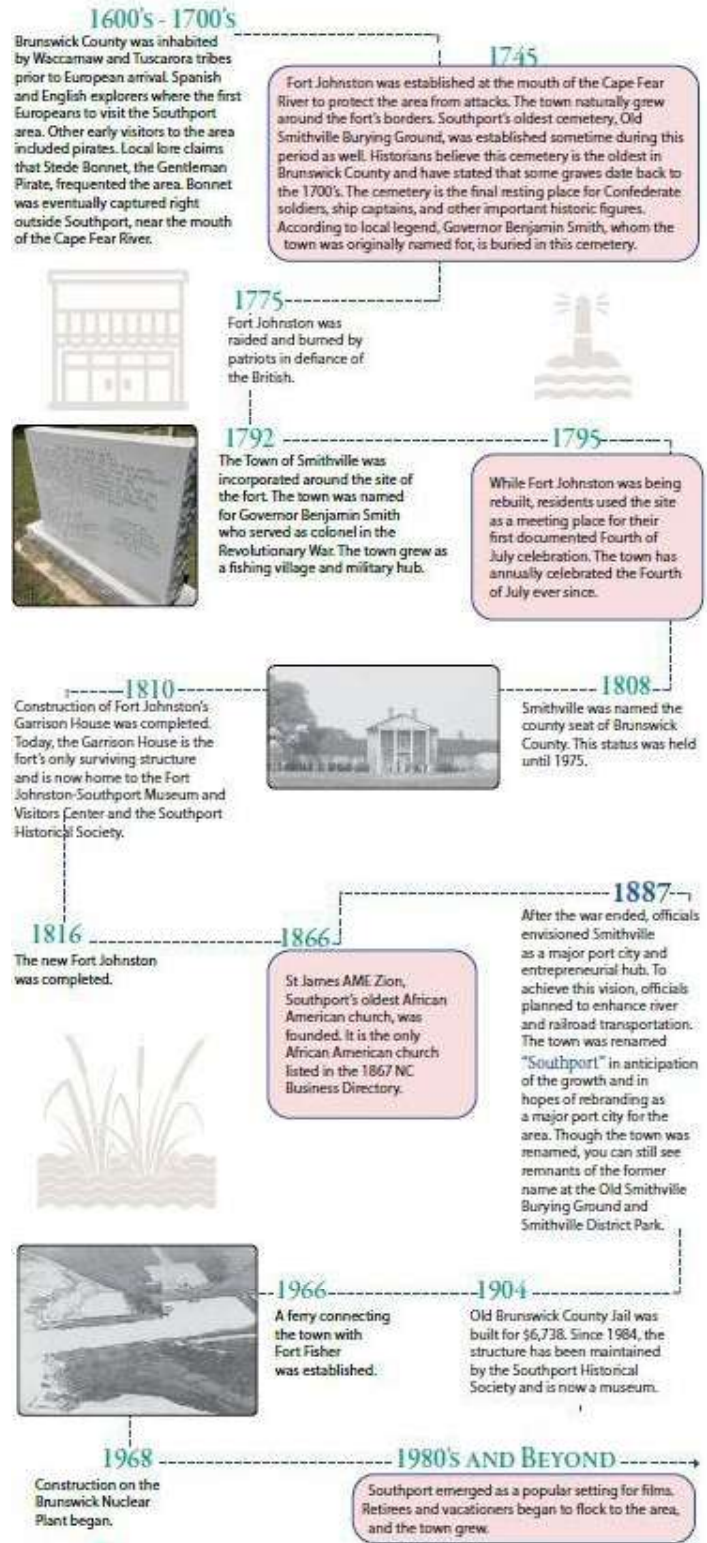 1600's - 1700's
Brunswick County was inhabited
by Waccamaw and Tuscarora tribes
prior to European arrival. Spanish
and English explorers where the first
Europeans to visit the Southport
area. Other early visitors to the area
included pirates. Local lore claims
that Stede Bonnet, the Gentleman
Pirate, frequented the area. Bonnet
was eventually captured right
outside Southport, near the mouth
of the Cape Fear River.
1745
Fort Johnston was established at the mouth of the Cape Fear
River to protect the area from attacks. The town naturally grew
around the fort's borders. Southport's oldest cemetery, Old
Smithville Burying Ground, was established sometime during this
period as well. Historians believe this cemetery is the oldest in
Brunswick County and have stated that some graves date back to
the 1700's. The cemetery is the final resting place for Confederate
soldiers, ship captains, and other important historic figures.
According to local legend, Governor Benjamin Smith, whom the
town was originally named for, is buried in this cemetery.
1775
Fort Johnston was
raided and burned by
patriots in defiance of
the British.
1792
The Town of Smithville was
incorporated around the site of
the fort. The town was named
for Governor Benjamin Smith
who served as colonel in the
Revolutionary War. The town grew as
a fishing village and military hub.
1795
While Fort Johnston was being
rebuilt, residents used the site
as a meeting place for their
first documented Fourth of
July celebration. The town has
annually celebrated the Fourth
of July ever since.
1808
Smithville was named the
county seat of Brunswick
County. This status was held
until 1975.
1810
Construction of Fort Johnston's
Garrison House was completed.
Today, the Garrison House is the
fort's only surviving structure
and is now home to the Fort
Johnston-Southport Museum and
Visitors Center and the Southport
Historical Society.
1816
The new Fort Johnston
was completed.
1866
St James AME Zion,
Southport's oldest African
American church, was
founded. It is the only
African American church
listed in the 1867 NC
Business Directory.
1887
After the war ended, officials
envisioned Smithville
as a major port city and
entrepreneurial hub. To
achieve this vision, officials
planned to enhance river
and railroad transportation.
The town was renamed
"Southport" in anticipation
of the growth and in
hopes of rebranding as
a major port city for the
area. Though the town was
renamed, you can still see
remnants of the former
name at the Old Smithville
Burying Ground and
Smithville District Park.
1904
Old Brunswick County Jail was
built for $6,738. Since 1984, the
structure has been maintained
by the Southport Historical
Society and is now a museum.
1966
A ferry connecting
the town with
Fort Fisher
was established.
1968
Construction on the
Brunswick Nuclear
Plant began.
1980's and Beyond
Southport emerged as a popular setting for films.
Retirees and vacationers began to flock to the area,
and the town grew.